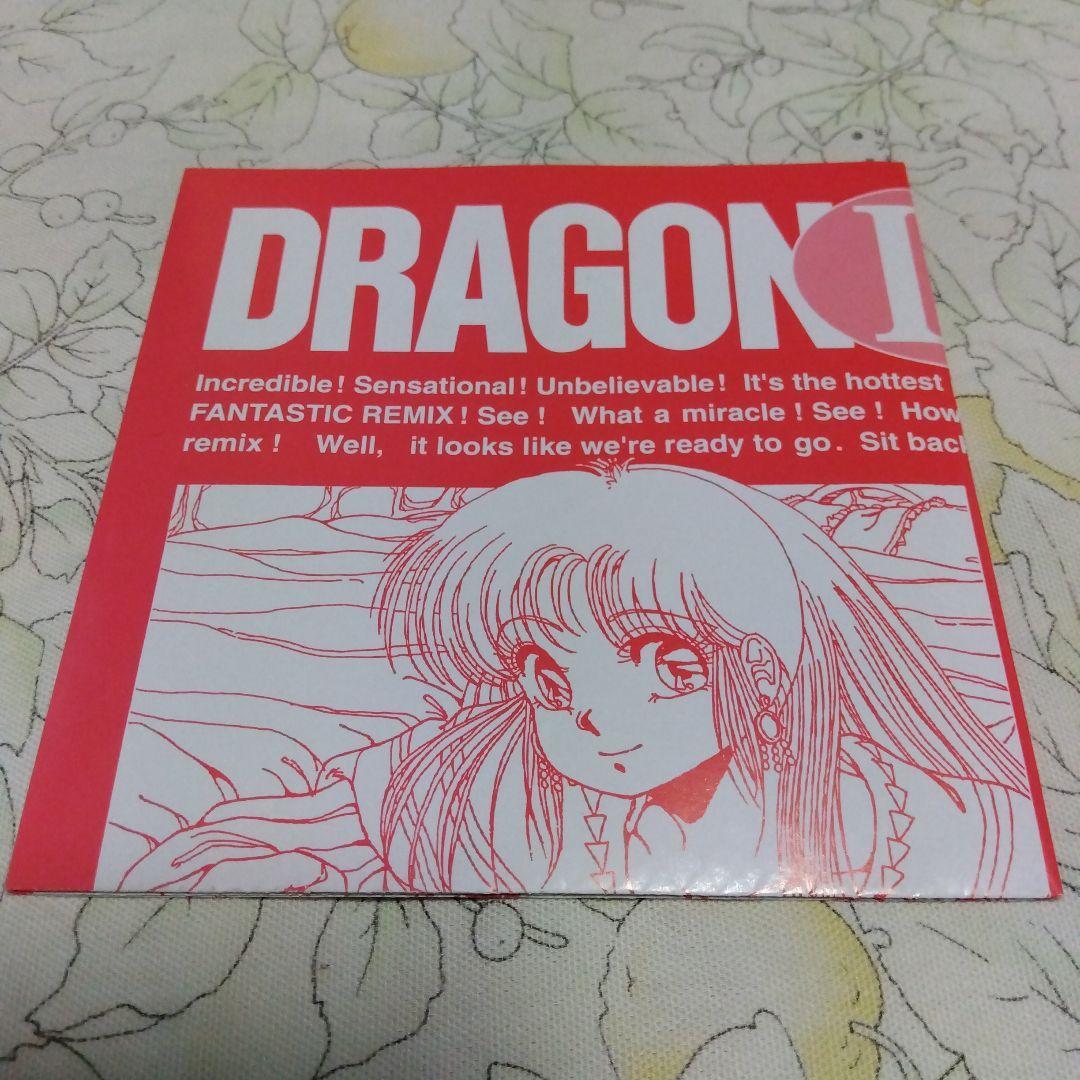 DRAGON I
Incredible! Sensational! Unbelievable! It's the hottest
FANTASTIC REMIX! See! What a miracle! See! How
remix! Well, it looks like we're ready to go. Sit back